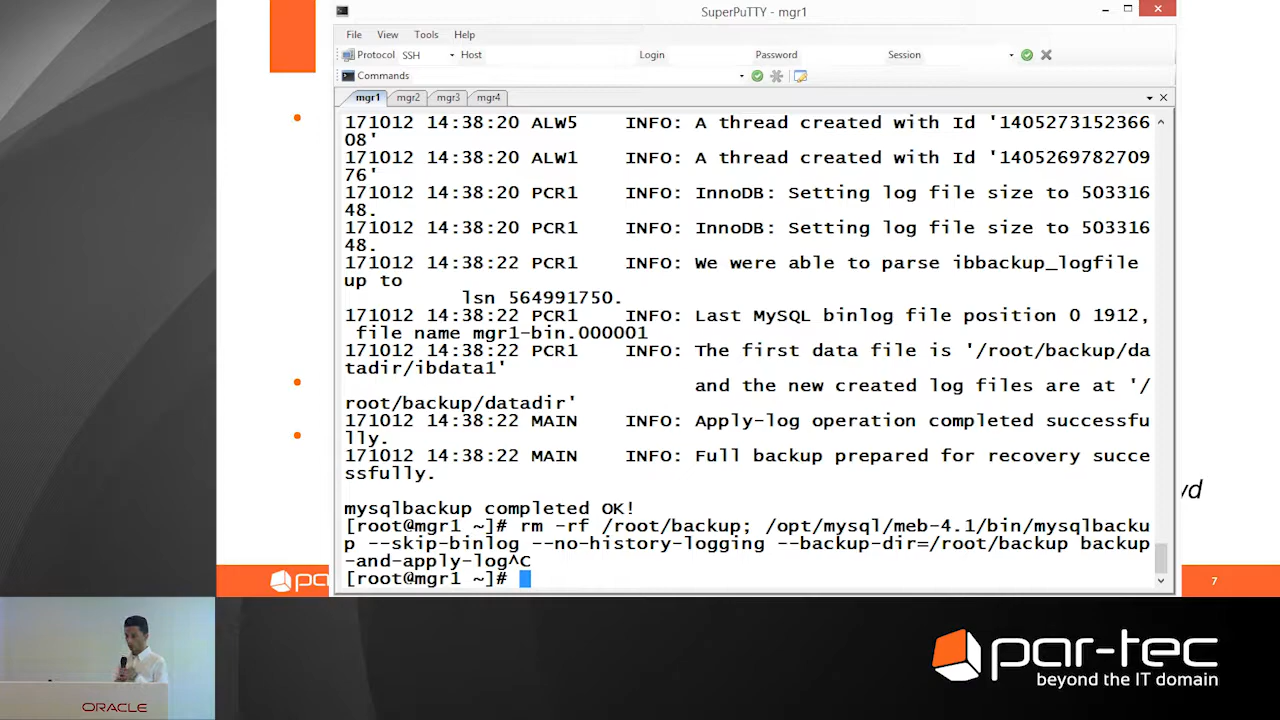 SuperPuTTY - mgr1
File View Tools Help
Protocol SSH Host Login Password Session
Commands
mgr1 mgr2 mgr3 mgr4
171012 14:38:20 ALW5 INFO: A thread created with Id '1405273152366
08'
171012 14:38:20 ALW1 INFO: A thread created with Id '1405269782709
76'
171012 14:38:20 PCR1 INFO: InnoDB: Setting log file size to 503316
48.
171012 14:38:20 PCR1 INFO: InnoDB: Setting log file size to 503316
48.
171012 14:38:22 PCR1 INFO: We were able to parse ibbackup_logfile
up to
lsn 564991750.
171012 14:38:22 PCR1 INFO: Last MySQL binlog file position 0 1912,
file name mgr1-bin.000001
171012 14:38:22 PCR1 INFO: The first data file is '/root/backup/da
tadir/ibdata1'
and the new created log files are at '/
root/backup/datadir'
171012 14:38:22 MAIN INFO: Apply-log operation completed successfu
lly.
171012 14:38:22 MAIN INFO: Full backup prepared for recovery succe
ssfully.
mysqlbackup completed OK!
[root@mgr1 ~]# rm -rf /root/backup; /opt/mysql/meb-4.1/bin/mysqlbacku
p --skip-binlog --no-history-logging --backup-dir=/root/backup backup
-and-apply-log^C
[root@mgr1 ~]#
7
par-tec
beyond the IT domain
ORACLE